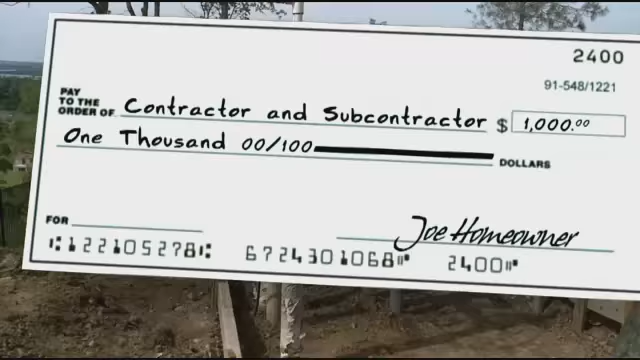 2400
91-548/1221
PAY
TO THE
ORDER OF Contractor and Subcontractor $ 1,000.00
One Thousand 00/100 DOLLARS
FOR Joe Homeowner
⑆122105278⑆ 6724301068⑈ 2400⑈